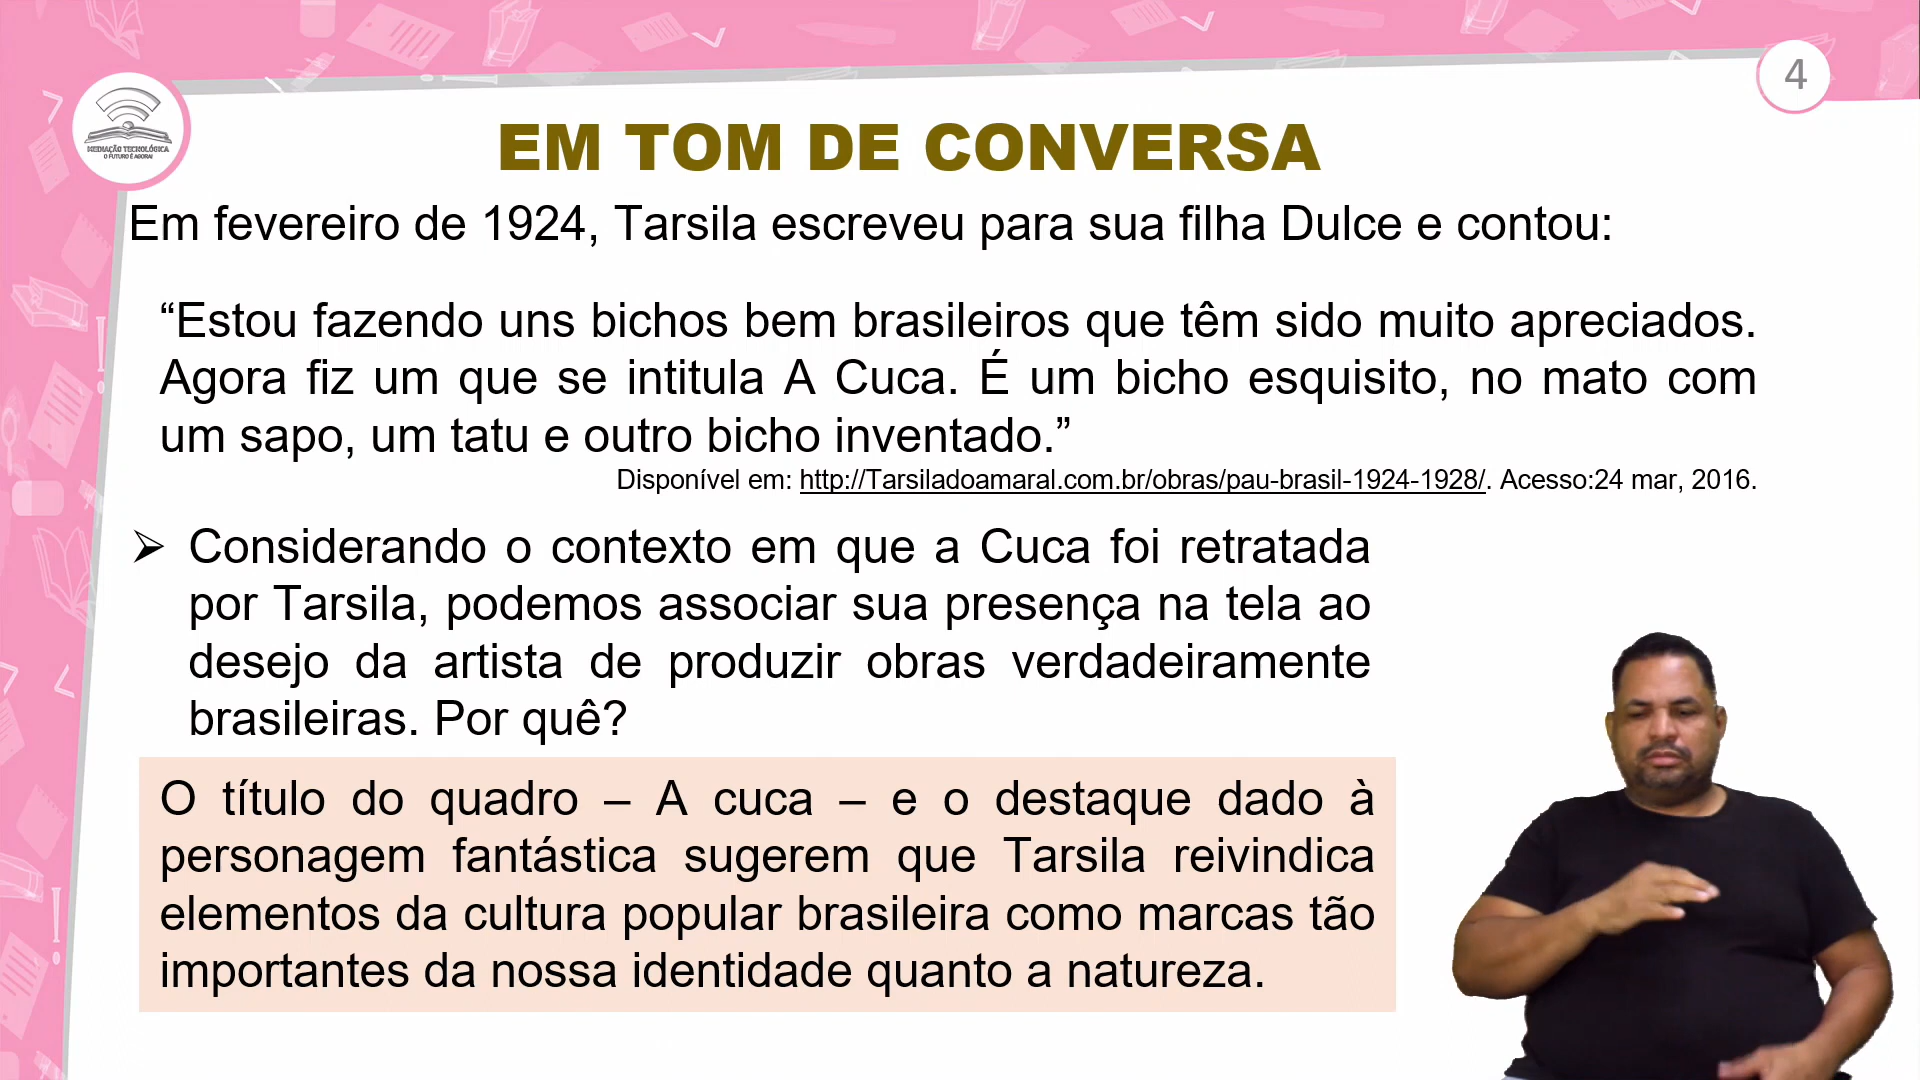 4
MEDIAÇÃO TECNOLÓGICA
O FUTURO É AGORA!
EM TOM DE CONVERSA
Em fevereiro de 1924, Tarsila escreveu para sua filha Dulce e contou:
“Estou fazendo uns bichos bem brasileiros que têm sido muito apreciados.
Agora fiz um que se intitula A Cuca. É um bicho esquisito, no mato com
um sapo, um tatu e outro bicho inventado.”
Disponível em: http://Tarsiladoamaral.com.br/obras/pau-brasil-1924-1928/. Acesso:24 mar, 2016.
➢ Considerando o contexto em que a Cuca foi retratada
por Tarsila, podemos associar sua presença na tela ao
desejo da artista de produzir obras verdadeiramente
brasileiras. Por quê?
O título do quadro – A cuca – e o destaque dado à
personagem fantástica sugerem que Tarsila reivindica
elementos da cultura popular brasileira como marcas tão
importantes da nossa identidade quanto a natureza.